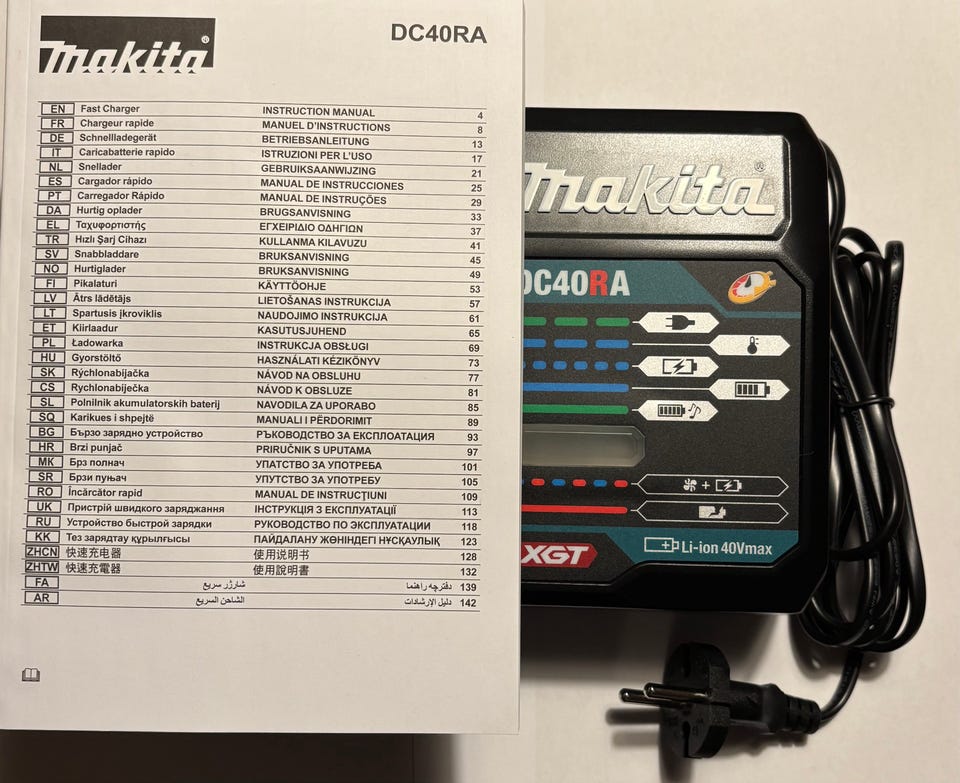 makita®
DC40RA
EN Fast Charger INSTRUCTION MANUAL 4
FR Chargeur rapide MANUEL D'INSTRUCTIONS 8
DE Schnellladegerät BETRIEBSANLEITUNG 13
IT Caricabatterie rapido ISTRUZIONI PER L'USO 17
NL Snellader GEBRUIKSAANWIJZING 21
ES Cargador rápido MANUAL DE INSTRUCCIONES 25
PT Carregador Rápido MANUAL DE INSTRUÇÕES 29
DA Hurtig oplader BRUGSANVISNING 33
EL Ταχυφορτιστής ΕΓΧΕΙΡΙΔΙΟ ΟΔΗΓΙΩΝ 37
TR Hızlı Şarj Cihazı KULLANMA KILAVUZU 41
SV Snabbladdare BRUKSANVISNING 45
NO Hurtiglader BRUKSANVISNING 49
FI Pikalaturi KÄYTTÖOHJE 53
LV Ātrs lādētājs LIETOŠANAS INSTRUKCIJA 57
LT Spartusis įkroviklis NAUDOJIMO INSTRUKCIJA 61
ET Kiirlaadur KASUTUSJUHEND 65
PL Ładowarka INSTRUKCJA OBSŁUGI 69
HU Gyorstöltő HASZNÁLATI KÉZIKÖNYV 73
SK Rýchlonabíjačka NÁVOD NA OBSLUHU 77
CS Rychlonabíječka NÁVOD K OBSLUZE 81
SL Polnilnik akumulatorskih baterij NAVODILA ZA UPORABO 85
SQ Karikues i shpejtë MANUALI I PËRDORIMIT 89
BG Бързо зарядно устройство РЪКОВОДСТВО ЗА ЕКСПЛОАТАЦИЯ 93
HR Brzi punjač PRIRUČNIK S UPUTAMA 97
МК Брз полнач УПАТСТВО ЗА УПОТРЕБА 101
SR Брзи пуњач УПУТСТВО ЗА УПОТРЕБУ 105
RO Încărcător rapid MANUAL DE INSTRUCŢIUNI 109
UK Пристрій швидкого заряджання ІНСТРУКЦІЯ З ЕКСПЛУАТАЦІЇ 113
RU Устройство быстрой зарядки РУКОВОДСТВО ПО ЭКСПЛУАТАЦИИ 118
KK Тез зарядтау құрылғысы ПАЙДАЛАНУ ЖӨНІНДЕГІ НҰСҚАУЛЫҚ 123
ZHCN 快速充电器 使用说明书 128
ZHTW 快速充電器 使用說明書 132
FA شارژر سریع دفترچه راهنما 139
AR الشاحن السريع دليل الإرشادات 142
makita®
DC40RA
XGT
Li-ion 40Vmax